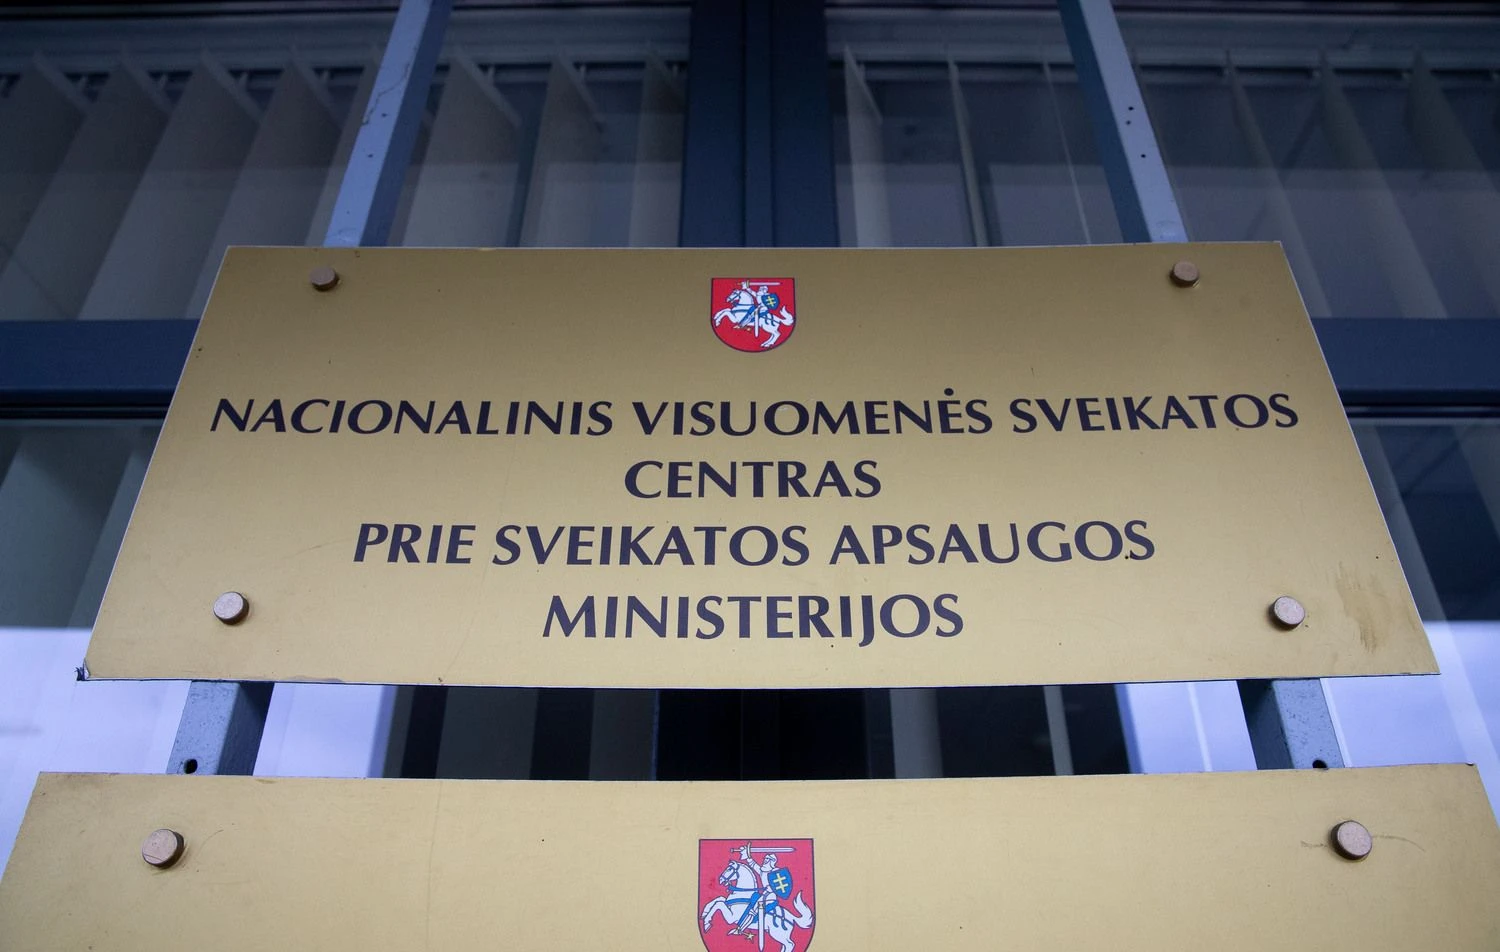 NACIONALINIS VISUOMENĖS SVEIKATOS
CENTRAS
PRIE SVEIKATOS APSAUGOS
MINISTERIJOS